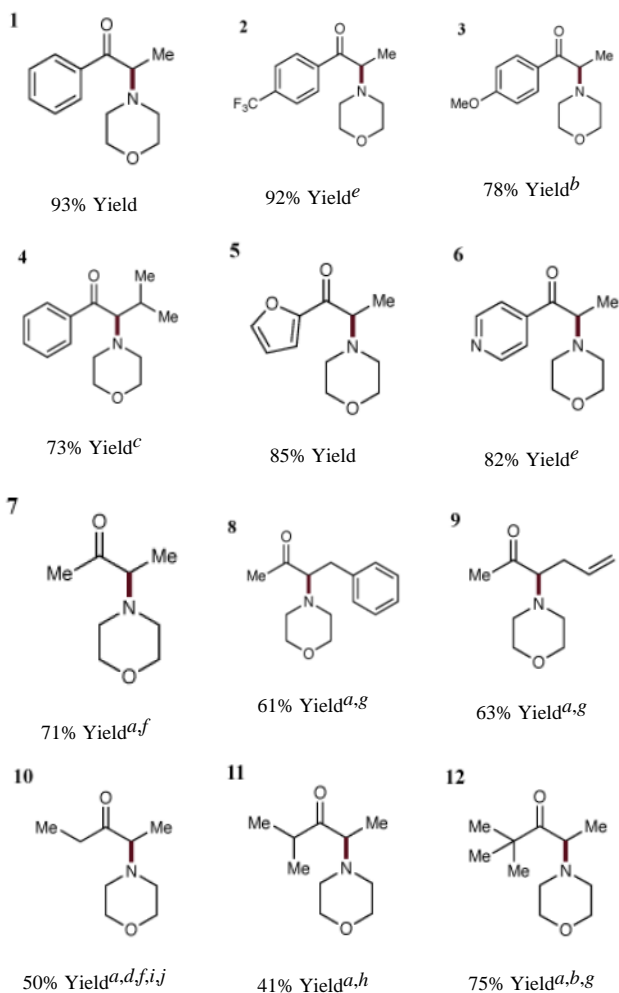 1
O
Me
N
O
93% Yield
2
O
Me
F₃C
N
O
92% Yieldᵉ
3
O
Me
MeO
N
O
78% Yieldᵇ
4
O
Me
Me
N
O
73% Yieldᶜ
5
O
O
Me
N
O
85% Yield
6
O
Me
N
N
O
82% Yieldᵉ
7
O
Me
Me
N
O
71% Yieldᵃ,ᶠ
8
O
Me
N
O
61% Yieldᵃ,ᵍ
9
O
Me
N
O
63% Yieldᵃ,ᵍ
10
O
Me
Me
N
O
50% Yieldᵃ,ᵈ,ᶠ,ⁱ,ʲ
11
O
Me
Me
Me
N
O
41% Yieldᵃ,ʰ
12
O
Me
Me
Me
Me
N
O
75% Yieldᵃ,ᵇ,ᵍ